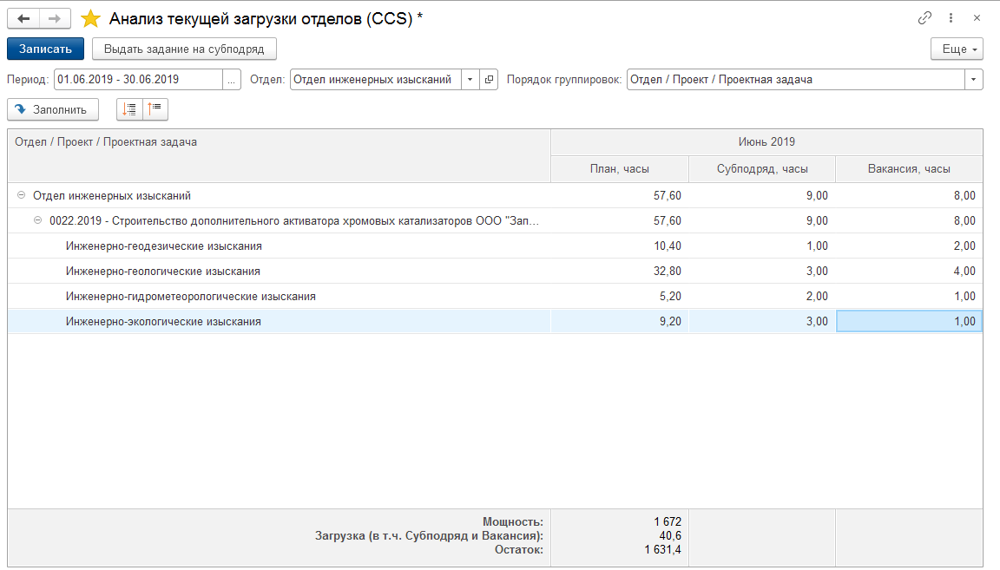 Анализ текущей загрузки отделов (CCS) *
Записать Выдать задание на субподряд Еще
Период: 01.06.2019 - 30.06.2019 ... Отдел: Отдел инженерных изысканий Порядок группировок: Отдел / Проект / Проектная задача
Заполнить
Отдел / Проект / Проектная задача Июнь 2019
План, часы Субподряд, часы Вакансия, часы
Отдел инженерных изысканий 57,60 9,00 8,00
0022.2019 - Строительство дополнительного активатора хромовых катализаторов ООО "Зап... 57,60 9,00 8,00
Инженерно-геодезические изыскания 10,40 1,00 2,00
Инженерно-геологические изыскания 32,80 3,00 4,00
Инженерно-гидрометеорологические изыскания 5,20 2,00 1,00
Инженерно-экологические изыскания 9,20 3,00 1,00
Мощность: 1 672
Загрузка (в т.ч. Субподряд и Вакансия): 40,6
Остаток: 1 631,4